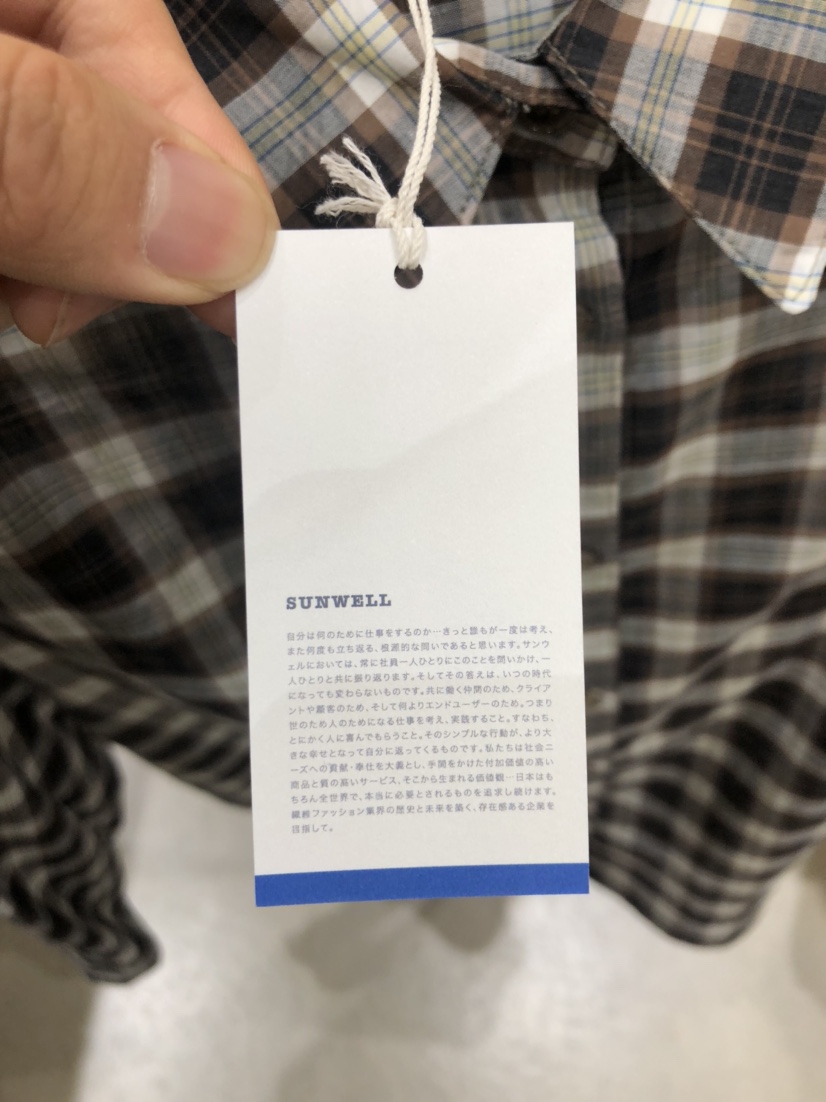 SUNWELL
自分は何のために仕事をするのか…きっと誰もが一度は考え、
また何度も立ち返る、根源的な問いであると思います。サンウ
ェルにおいては、常に社員一人ひとりにこのことを問いかけ、一
人ひとりと共に振り返ります。そしてその答えは、いつの時代
になっても変わらないものです。共に働く仲間のため、クライア
ントや顧客のため、そして何よりエンドユーザーのため。つまり
世のため人のためになる仕事を考え、実践すること。すなわち、
とにかく人に喜んでもらうこと。そのシンプルな行動が、より大
きな幸せとなって自分に返ってくるものです。私たちは社会ニ
ーズへの貢献・奉仕を大義とし、手間をかけた付加価値の高い
商品と質の高いサービス、そこから生まれる価値観…日本はも
ちろん全世界で、本当に必要とされるものを追求し続けます。
繊維ファッション業界の歴史と未来を築く、存在感ある企業を
目指して。